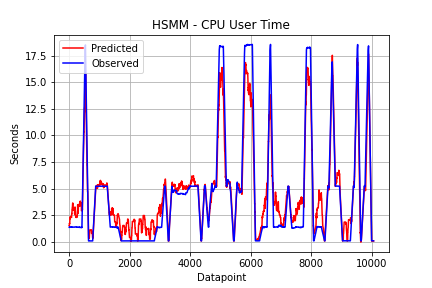 HSMM - CPU User Time
Predicted
Observed
17.5
15.0
12.5
10.0
7.5
5.0
2.5
0.0
Seconds
0 2000 4000 6000 8000 10000
Datapoint